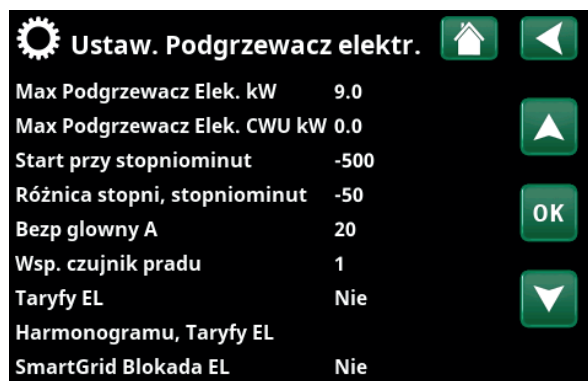 Ustaw. Podgrzewacz elektr.
Max Podgrzewacz Elek. kW 9.0
Max Podgrzewacz Elek. CWU kW 0.0
Start przy stopniominut -500
Różnica stopni, stopniominut -50
OK
Bezp glowny A 20
Wsp. czujnik pradu 1
Taryfy EL Nie
Harmonogramu, Taryfy EL
SmartGrid Blokada EL Nie